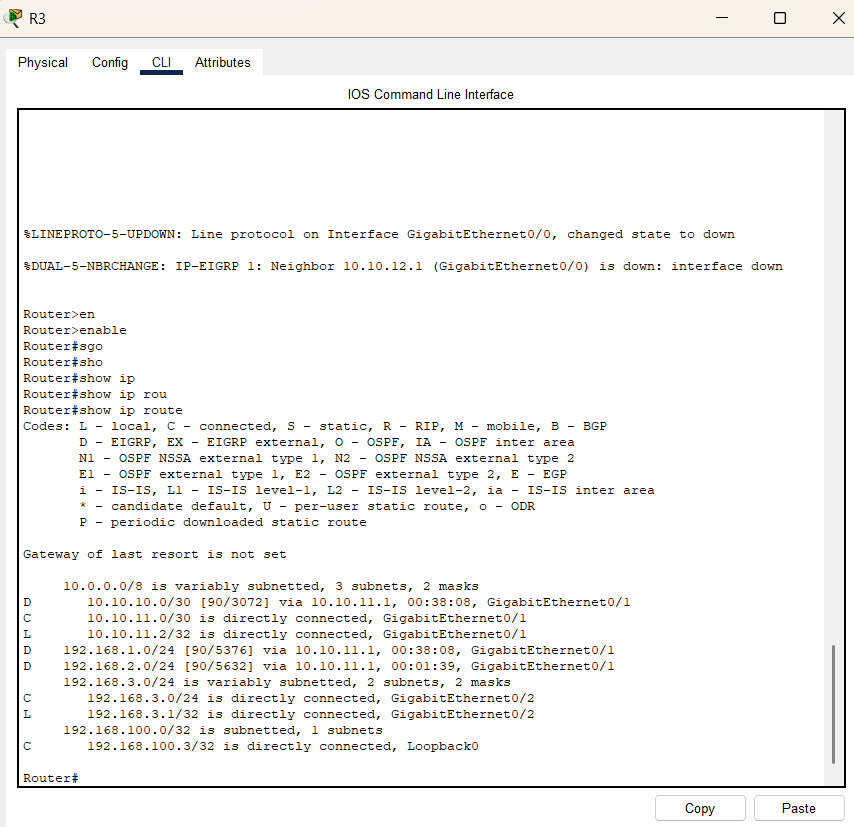 R3
Physical Config CLI Attributes
IOS Command Line Interface
%LINEPROTO-5-UPDOWN: Line protocol on Interface GigabitEthernet0/0, changed state to down
%DUAL-5-NBRCHANGE: IP-EIGRP 1: Neighbor 10.10.12.1 (GigabitEthernet0/0) is down: interface down
Router>en
Router>enable
Router#sgo
Router#sho
Router#show ip
Router#show ip rou
Router#show ip route
Codes: L - local, C - connected, S - static, R - RIP, M - mobile, B - BGP
D - EIGRP, EX - EIGRP external, O - OSPF, IA - OSPF inter area
N1 - OSPF NSSA external type 1, N2 - OSPF NSSA external type 2
E1 - OSPF external type 1, E2 - OSPF external type 2, E - EGP
i - IS-IS, L1 - IS-IS level-1, L2 - IS-IS level-2, ia - IS-IS inter area
* - candidate default, U - per-user static route, o - ODR
P - periodic downloaded static route
Gateway of last resort is not set
10.0.0.0/8 is variably subnetted, 3 subnets, 2 masks
D 10.10.10.0/30 [90/3072] via 10.10.11.1, 00:38:08, GigabitEthernet0/1
C 10.10.11.0/30 is directly connected, GigabitEthernet0/1
L 10.10.11.2/32 is directly connected, GigabitEthernet0/1
D 192.168.1.0/24 [90/5376] via 10.10.11.1, 00:38:08, GigabitEthernet0/1
D 192.168.2.0/24 [90/5632] via 10.10.11.1, 00:01:39, GigabitEthernet0/1
192.168.3.0/24 is variably subnetted, 2 subnets, 2 masks
C 192.168.3.0/24 is directly connected, GigabitEthernet0/2
L 192.168.3.1/32 is directly connected, GigabitEthernet0/2
192.168.100.0/32 is subnetted, 1 subnets
C 192.168.100.3/32 is directly connected, Loopback0
Router#
Copy Paste